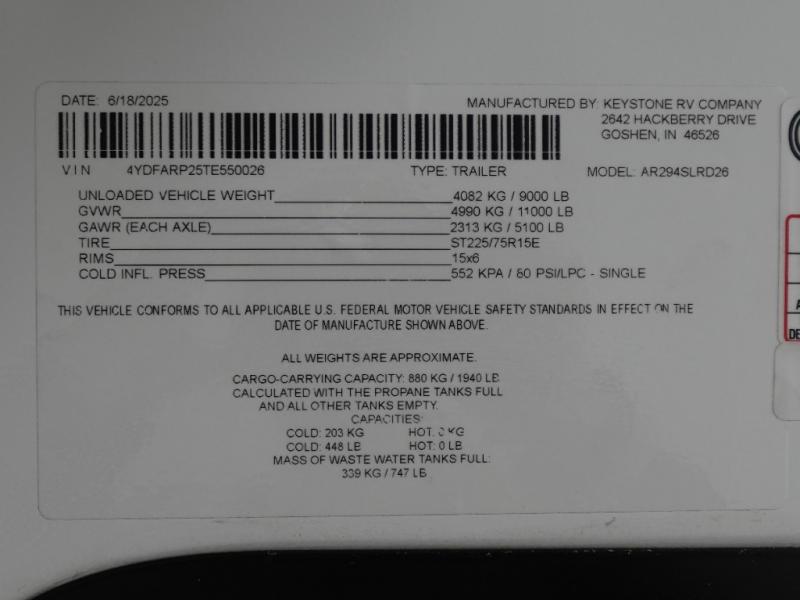 DATE: 6/18/2025
MANUFACTURED BY: KEYSTONE RV COMPANY
2642 HACKBERRY DRIVE
GOSHEN, IN 46526
VIN 4YDFARP25TE550026 TYPE: TRAILER MODEL: AR294SLRD26
UNLOADED VEHICLE WEIGHT 4082 KG / 9000 LB
GVWR 4990 KG / 11000 LB
GAWR (EACH AXLE) 2313 KG / 5100 LB
TIRE ST225/75R15E
RIMS 15x6
COLD INFL. PRESS 552 KPA / 80 PSI/LPC - SINGLE
THIS VEHICLE CONFORMS TO ALL APPLICABLE U.S. FEDERAL MOTOR VEHICLE SAFETY STANDARDS IN EFFECT ON THE
DATE OF MANUFACTURE SHOWN ABOVE.
ALL WEIGHTS ARE APPROXIMATE.
CARGO-CARRYING CAPACITY: 880 KG / 1940 LB
CALCULATED WITH THE PROPANE TANKS FULL
AND ALL OTHER TANKS EMPTY.
CAPACITIES:
COLD: 203 KG HOT: 0 KG
COLD: 448 LB HOT: 0 LB
MASS OF WASTE WATER TANKS FULL:
339 KG / 747 LB